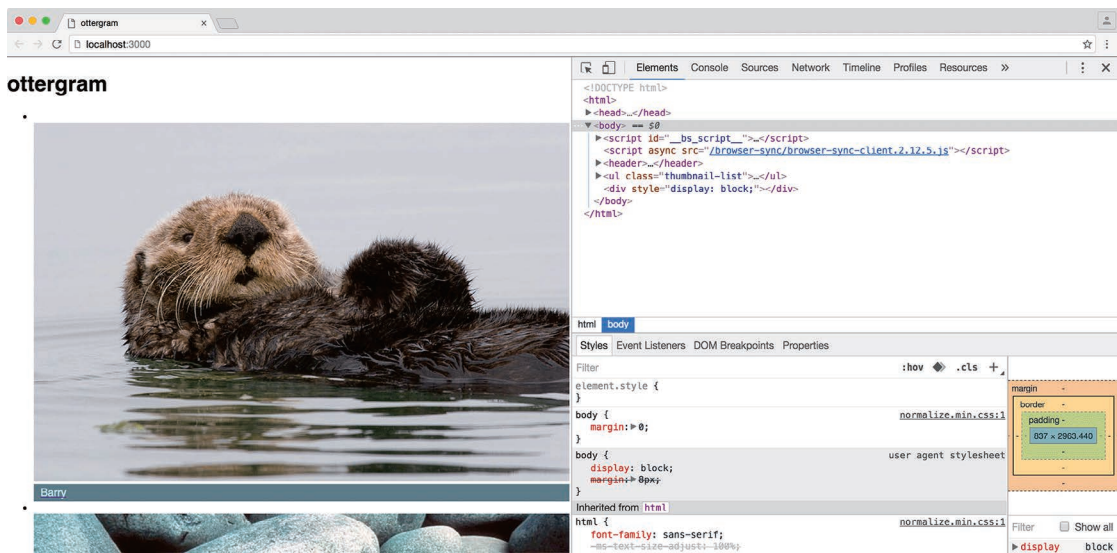 ottergram
localhost:3000
ottergram
Barry
Elements Console Sources Network Timeline Profiles Resources »
<!DOCTYPE html>
<html>
▶<head>…</head>
▼<body> == $0
▶<script id="__bs_script__">…</script>
<script async src="/browser-sync/browser-sync-client.2.12.5.js"></script>
▶<header>…</header>
▶<ul class="thumbnail-list">…</ul>
<div style="display: block;"></div>
</body>
</html>
html body
Styles Event Listeners DOM Breakpoints Properties
Filter :hov .cls +
element.style {
}
body { normalize.min.css:1
margin:▶0;
}
body { user agent stylesheet
display: block;
margin:▶8px;
}
Inherited from html
html { normalize.min.css:1
font-family: sans-serif;
-ms-text-size-adjust: 100%;
margin -
border -
padding -
- - - 837 × 2963.440 - - -
-
-
-
Filter Show all
▶display block